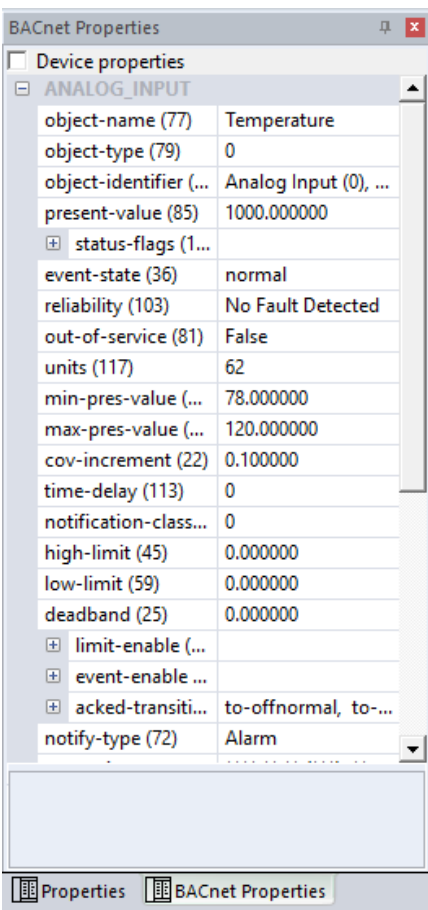 BACnet Properties
Device properties
ANALOG_INPUT
object-name (77) Temperature
object-type (79) 0
object-identifier (... Analog Input (0), ...
present-value (85) 1000.000000
status-flags (1...
event-state (36) normal
reliability (103) No Fault Detected
out-of-service (81) False
units (117) 62
min-pres-value (... 78.000000
max-pres-value (... 120.000000
cov-increment (22) 0.100000
time-delay (113) 0
notification-class... 0
high-limit (45) 0.000000
low-limit (59) 0.000000
deadband (25) 0.000000
limit-enable (...
event-enable ...
acked-transiti... to-offnormal, to-...
notify-type (72) Alarm
Properties BACnet Properties